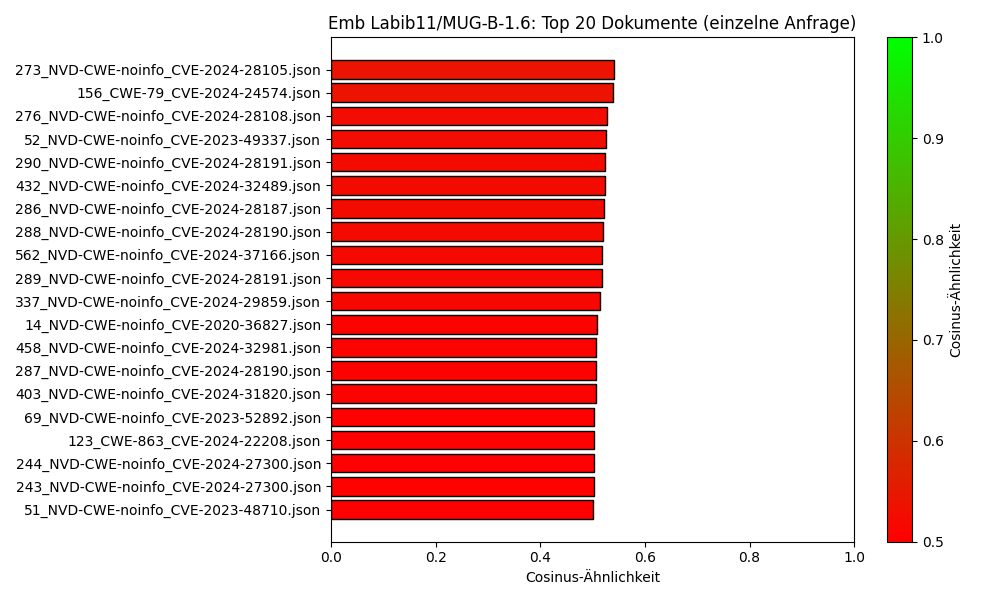 Emb Labib11/MUG-B-1.6: Top 20 Dokumente (einzelne Anfrage)
273_NVD-CWE-noinfo_CVE-2024-28105.json
156_CWE-79_CVE-2024-24574.json
276_NVD-CWE-noinfo_CVE-2024-28108.json
52_NVD-CWE-noinfo_CVE-2023-49337.json
290_NVD-CWE-noinfo_CVE-2024-28191.json
432_NVD-CWE-noinfo_CVE-2024-32489.json
286_NVD-CWE-noinfo_CVE-2024-28187.json
288_NVD-CWE-noinfo_CVE-2024-28190.json
562_NVD-CWE-noinfo_CVE-2024-37166.json
289_NVD-CWE-noinfo_CVE-2024-28191.json
337_NVD-CWE-noinfo_CVE-2024-29859.json
14_NVD-CWE-noinfo_CVE-2020-36827.json
458_NVD-CWE-noinfo_CVE-2024-32981.json
287_NVD-CWE-noinfo_CVE-2024-28190.json
403_NVD-CWE-noinfo_CVE-2024-31820.json
69_NVD-CWE-noinfo_CVE-2023-52892.json
123_CWE-863_CVE-2024-22208.json
244_NVD-CWE-noinfo_CVE-2024-27300.json
243_NVD-CWE-noinfo_CVE-2024-27300.json
51_NVD-CWE-noinfo_CVE-2023-48710.json
0.0 0.2 0.4 0.6 0.8 1.0
Cosinus-Ähnlichkeit
1.0
0.9
0.8
0.7
0.6
0.5
Cosinus-Ähnlichkeit